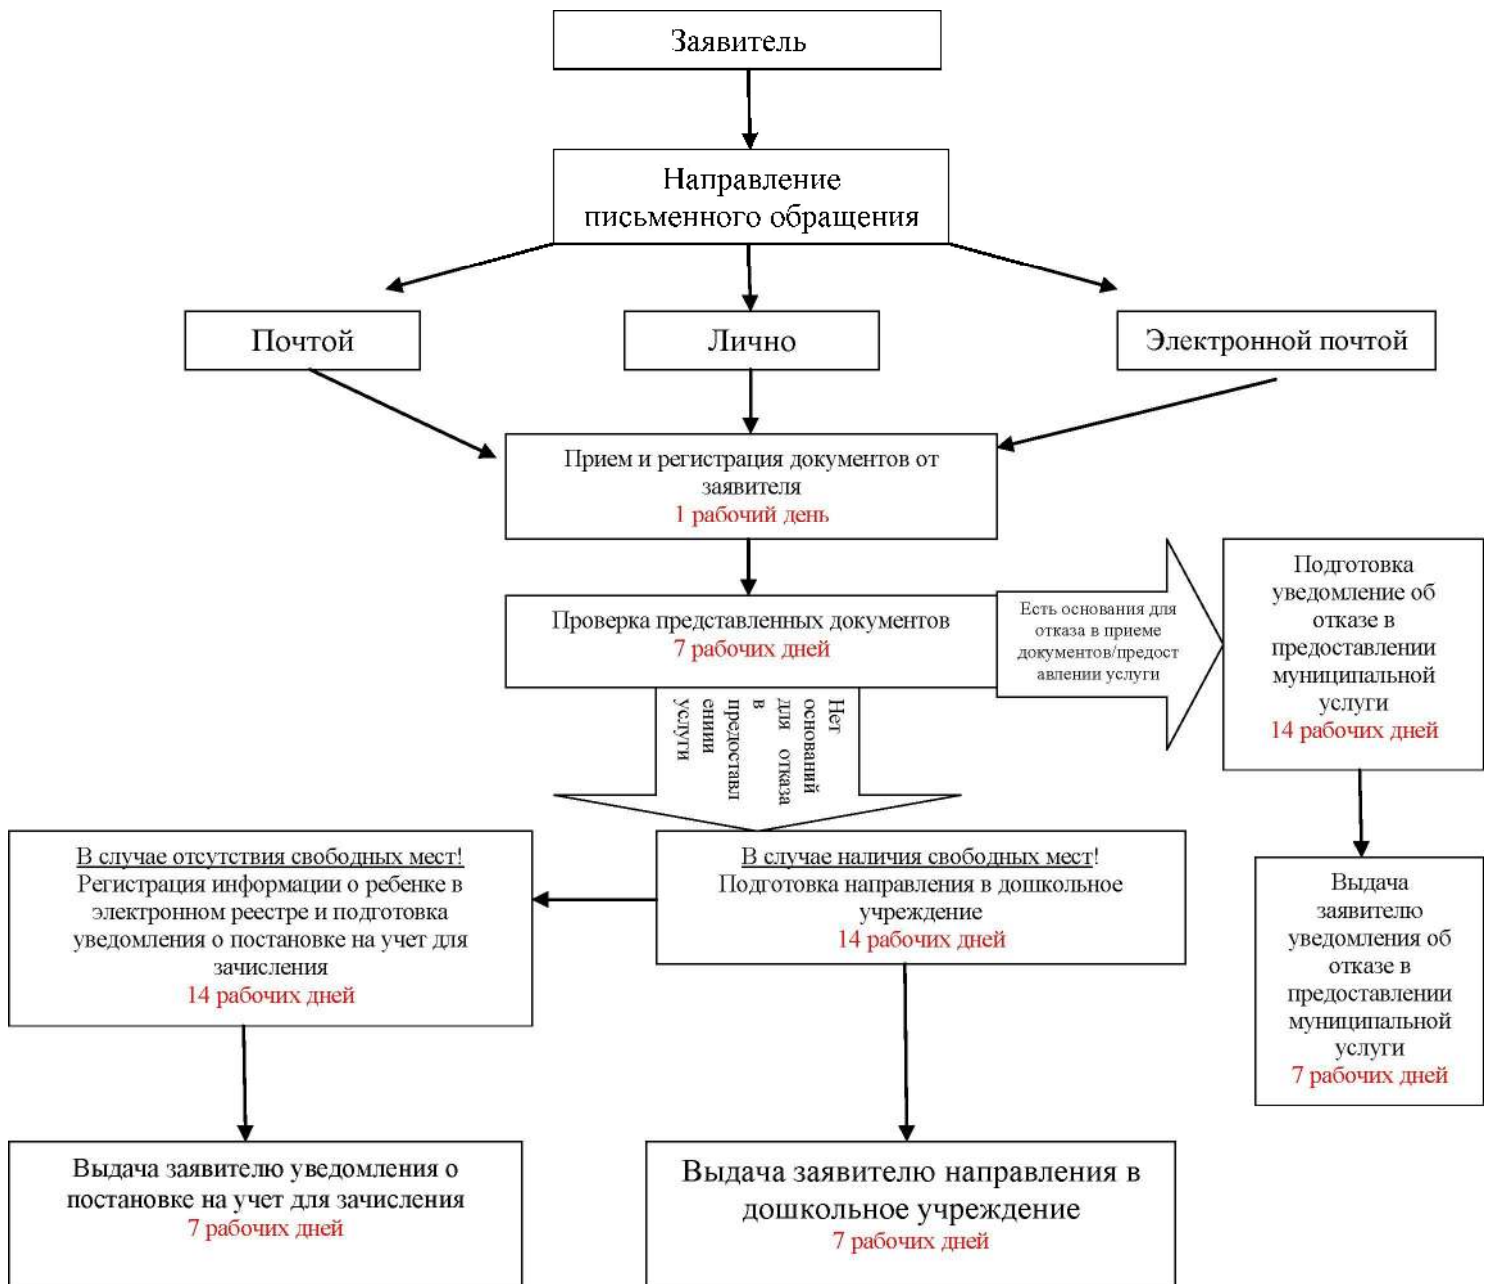 Заявитель
Направление
письменного обращения
Почтой
Лично
Электронной почтой
Прием и регистрация документов от
заявителя
1 рабочий день
Проверка представленных документов
7 рабочих дней
Есть основания для
отказа в приеме
документов/предост
авлении услуги
Подготовка
уведомление об
отказе в
предоставлении
муниципальной
услуги
14 рабочих дней
Нет
оснований
для отказа
в
предоставл
ениии
услуги
В случае отсутствия свободных мест!
Регистрация информации о ребенке в
электронном реестре и подготовка
уведомления о постановке на учет для
зачисления
14 рабочих дней
В случае наличия свободных мест!
Подготовка направления в дошкольное
учреждение
14 рабочих дней
Выдача
заявителю
уведомления об
отказе в
предоставлении
муниципальной
услуги
7 рабочих дней
Выдача заявителю уведомления о
постановке на учет для зачисления
7 рабочих дней
Выдача заявителю направления в
дошкольное учреждение
7 рабочих дней